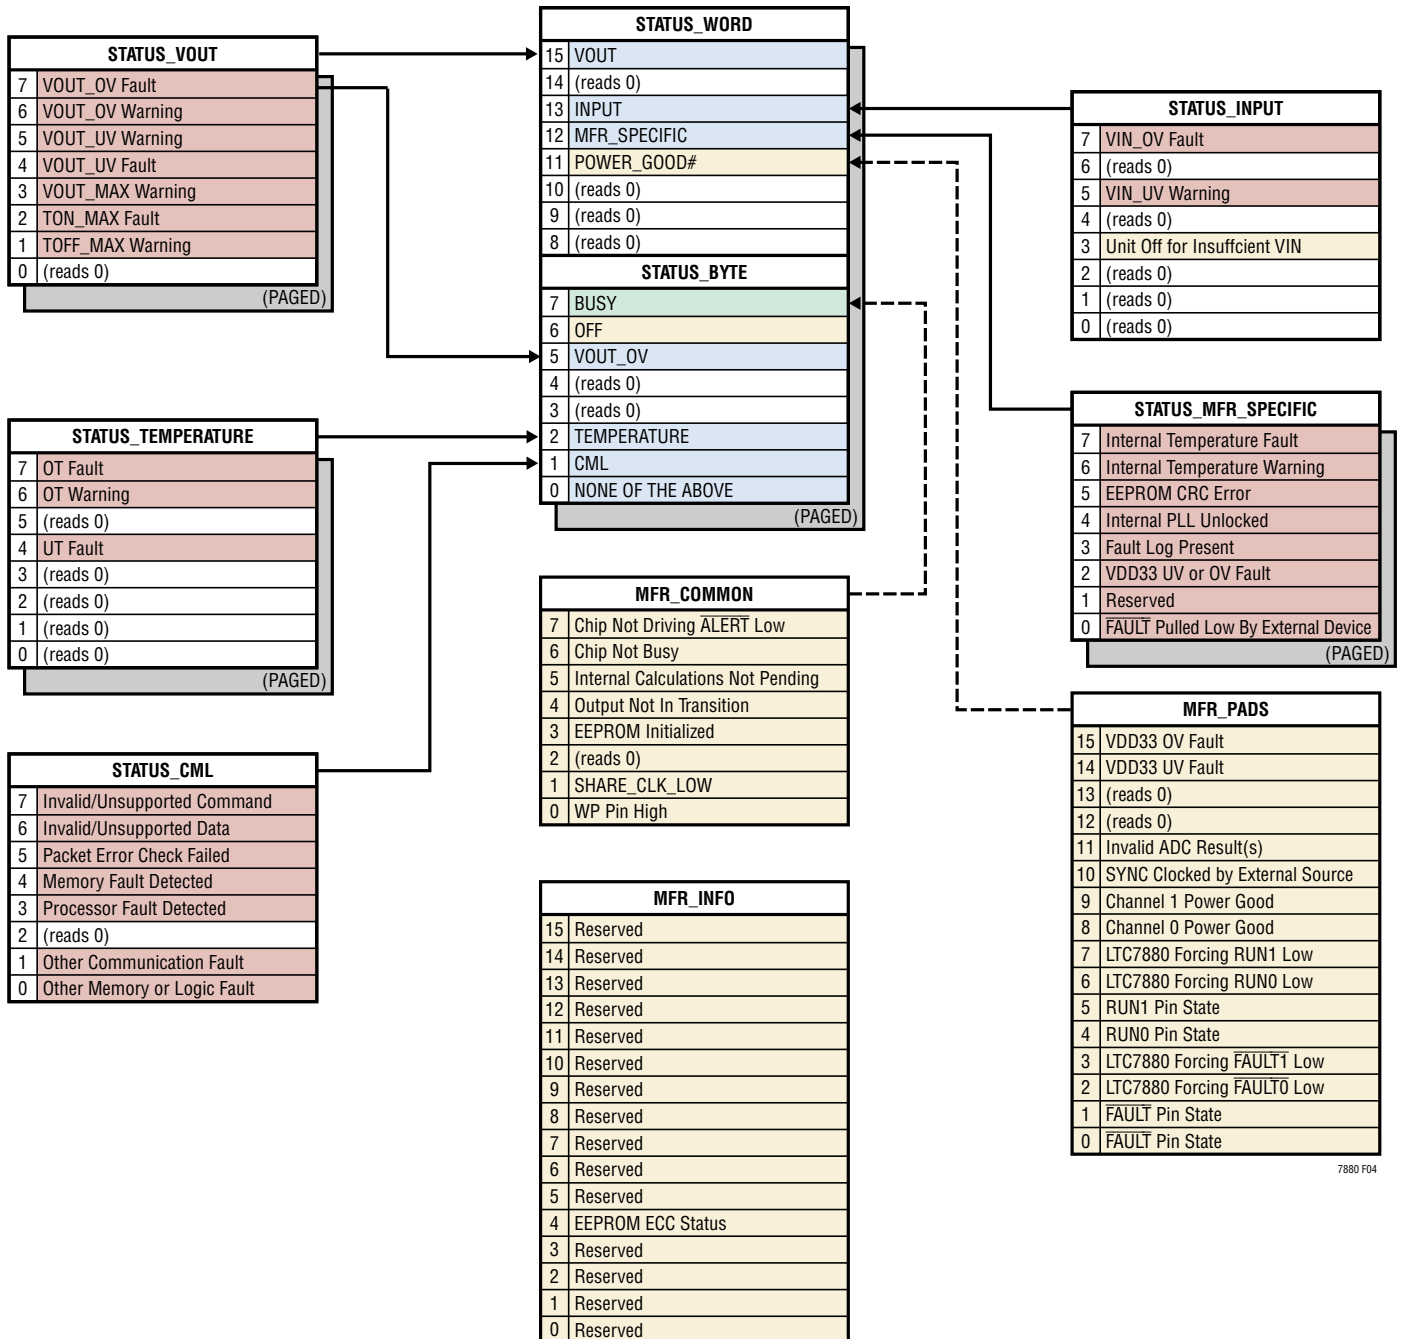 STATUS_WORD
15 VOUT
14 (reads 0)
13 INPUT
12 MFR_SPECIFIC
11 POWER_GOOD#
10 (reads 0)
9 (reads 0)
8 (reads 0)
STATUS_BYTE
7 BUSY
6 OFF
5 VOUT_OV
4 (reads 0)
3 (reads 0)
2 TEMPERATURE
1 CML
0 NONE OF THE ABOVE
(PAGED)
STATUS_VOUT
7 VOUT_OV Fault
6 VOUT_OV Warning
5 VOUT_UV Warning
4 VOUT_UV Fault
3 VOUT_MAX Warning
2 TON_MAX Fault
1 TOFF_MAX Warning
0 (reads 0)
(PAGED)
STATUS_INPUT
7 VIN_OV Fault
6 (reads 0)
5 VIN_UV Warning
4 (reads 0)
3 Unit Off for Insuffcient VIN
2 (reads 0)
1 (reads 0)
0 (reads 0)
STATUS_TEMPERATURE
7 OT Fault
6 OT Warning
5 (reads 0)
4 UT Fault
3 (reads 0)
2 (reads 0)
1 (reads 0)
0 (reads 0)
(PAGED)
STATUS_MFR_SPECIFIC
7 Internal Temperature Fault
6 Internal Temperature Warning
5 EEPROM CRC Error
4 Internal PLL Unlocked
3 Fault Log Present
2 VDD33 UV or OV Fault
1 Reserved
0 FAULT Pulled Low By External Device
(PAGED)
MFR_COMMON
7 Chip Not Driving ALERT Low
6 Chip Not Busy
5 Internal Calculations Not Pending
4 Output Not In Transition
3 EEPROM Initialized
2 (reads 0)
1 SHARE_CLK_LOW
0 WP Pin High
STATUS_CML
7 Invalid/Unsupported Command
6 Invalid/Unsupported Data
5 Packet Error Check Failed
4 Memory Fault Detected
3 Processor Fault Detected
2 (reads 0)
1 Other Communication Fault
0 Other Memory or Logic Fault
MFR_PADS
15 VDD33 OV Fault
14 VDD33 UV Fault
13 (reads 0)
12 (reads 0)
11 Invalid ADC Result(s)
10 SYNC Clocked by External Source
9 Channel 1 Power Good
8 Channel 0 Power Good
7 LTC7880 Forcing RUN1 Low
6 LTC7880 Forcing RUN0 Low
5 RUN1 Pin State
4 RUN0 Pin State
3 LTC7880 Forcing FAULT1 Low
2 LTC7880 Forcing FAULT0 Low
1 FAULT Pin State
0 FAULT Pin State
7880 F04
MFR_INFO
15 Reserved
14 Reserved
13 Reserved
12 Reserved
11 Reserved
10 Reserved
9 Reserved
8 Reserved
7 Reserved
6 Reserved
5 Reserved
4 EEPROM ECC Status
3 Reserved
2 Reserved
1 Reserved
0 Reserved